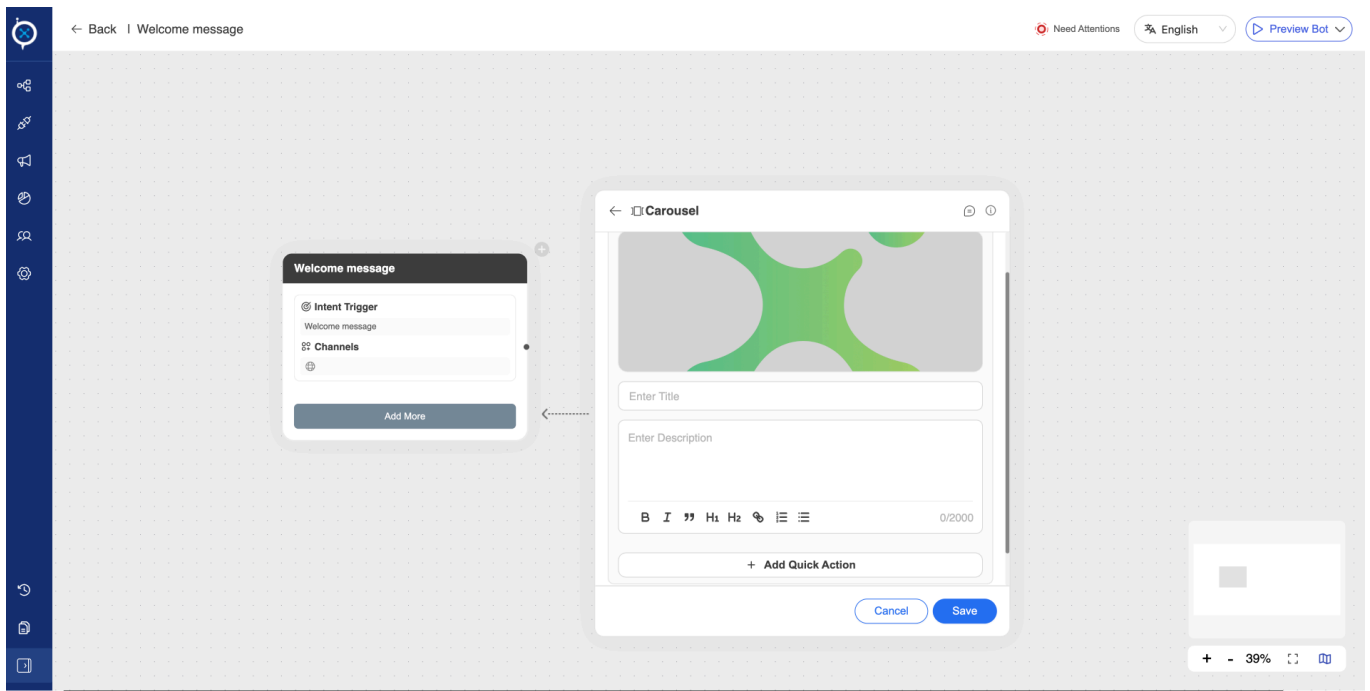 Back | Welcome message
Need Attentions
English
Preview Bot
Carousel
Welcome message
Intent Trigger
Welcome message
Channels
Add More
Enter Title
Enter Description
B I H1 H2
0/2000
+ Add Quick Action
Cancel
Save
+ - 39%